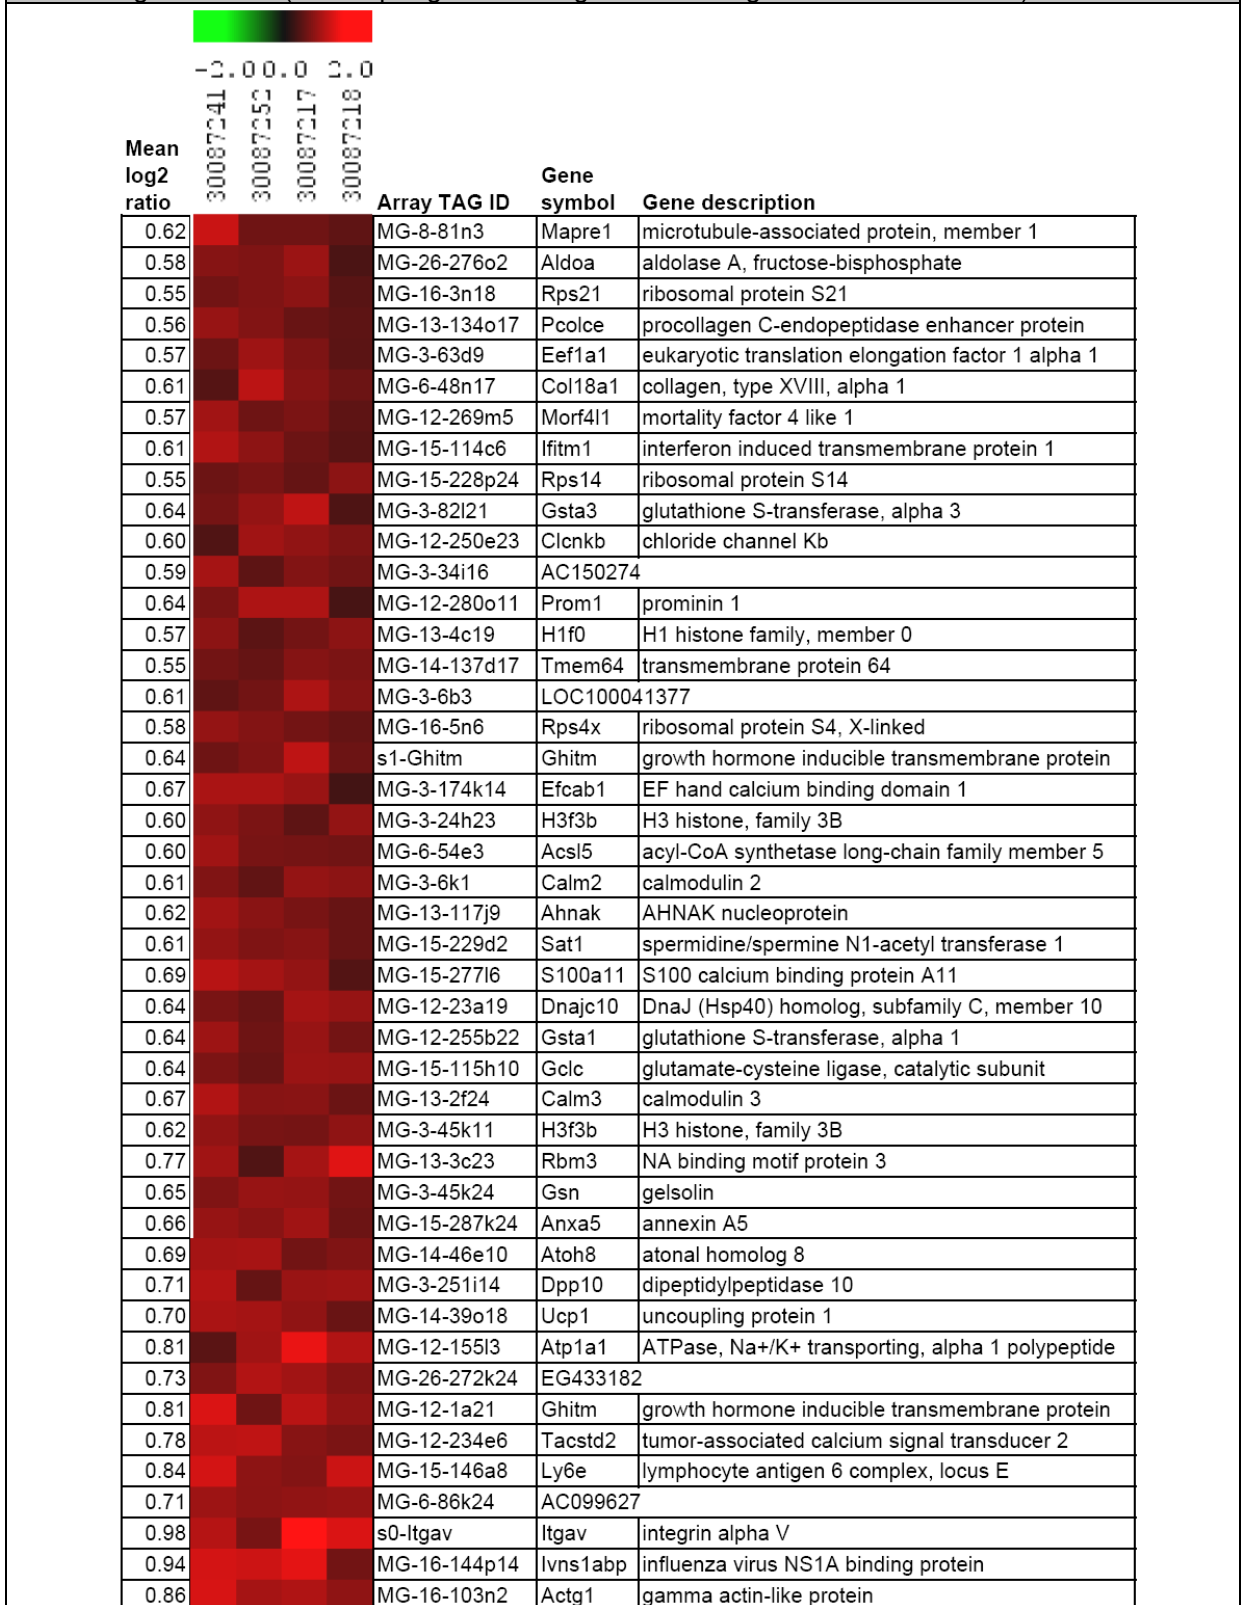 -2.0 0.0 2.0
30087241 30087252 30087217 30087218
Mean log2 ratio Array TAG ID Gene symbol Gene description
0.62 MG-8-81n3 Mapre1 microtubule-associated protein, member 1
0.58 MG-26-276o2 Aldoa aldolase A, fructose-bisphosphate
0.55 MG-16-3n18 Rps21 ribosomal protein S21
0.56 MG-13-134o17 Pcolce procollagen C-endopeptidase enhancer protein
0.57 MG-3-63d9 Eef1a1 eukaryotic translation elongation factor 1 alpha 1
0.61 MG-6-48n17 Col18a1 collagen, type XVIII, alpha 1
0.57 MG-12-269m5 Morf4l1 mortality factor 4 like 1
0.61 MG-15-114c6 Ifitm1 interferon induced transmembrane protein 1
0.55 MG-15-228p24 Rps14 ribosomal protein S14
0.64 MG-3-82l21 Gsta3 glutathione S-transferase, alpha 3
0.60 MG-12-250e23 Clcnkb chloride channel Kb
0.59 MG-3-34i16 AC150274
0.64 MG-12-280o11 Prom1 prominin 1
0.57 MG-13-4c19 H1f0 H1 histone family, member 0
0.55 MG-14-137d17 Tmem64 transmembrane protein 64
0.61 MG-3-6b3 LOC100041377
0.58 MG-16-5n6 Rps4x ribosomal protein S4, X-linked
0.64 s1-Ghitm Ghitm growth hormone inducible transmembrane protein
0.67 MG-3-174k14 Efcab1 EF hand calcium binding domain 1
0.60 MG-3-24h23 H3f3b H3 histone, family 3B
0.60 MG-6-54e3 Acsl5 acyl-CoA synthetase long-chain family member 5
0.61 MG-3-6k1 Calm2 calmodulin 2
0.62 MG-13-117j9 Ahnak AHNAK nucleoprotein
0.61 MG-15-229d2 Sat1 spermidine/spermine N1-acetyl transferase 1
0.69 MG-15-277l6 S100a11 S100 calcium binding protein A11
0.64 MG-12-23a19 Dnajc10 DnaJ (Hsp40) homolog, subfamily C, member 10
0.64 MG-12-255b22 Gsta1 glutathione S-transferase, alpha 1
0.64 MG-15-115h10 Gclc glutamate-cysteine ligase, catalytic subunit
0.67 MG-13-2f24 Calm3 calmodulin 3
0.62 MG-3-45k11 H3f3b H3 histone, family 3B
0.77 MG-13-3c23 Rbm3 NA binding motif protein 3
0.65 MG-3-45k24 Gsn gelsolin
0.66 MG-15-287k24 Anxa5 annexin A5
0.69 MG-14-46e10 Atoh8 atonal homolog 8
0.71 MG-3-251i14 Dpp10 dipeptidylpeptidase 10
0.70 MG-14-39o18 Ucp1 uncoupling protein 1
0.81 MG-12-155l3 Atp1a1 ATPase, Na+/K+ transporting, alpha 1 polypeptide
0.73 MG-26-272k24 EG433182
0.81 MG-12-1a21 Ghitm growth hormone inducible transmembrane protein
0.78 MG-12-234e6 Tacstd2 tumor-associated calcium signal transducer 2
0.84 MG-15-146a8 Ly6e lymphocyte antigen 6 complex, locus E
0.71 MG-6-86k24 AC099627
0.98 s0-Itgav Itgav integrin alpha V
0.94 MG-16-144p14 Ivns1abp influenza virus NS1A binding protein
0.86 MG-16-103n2 Actg1 gamma actin-like protein